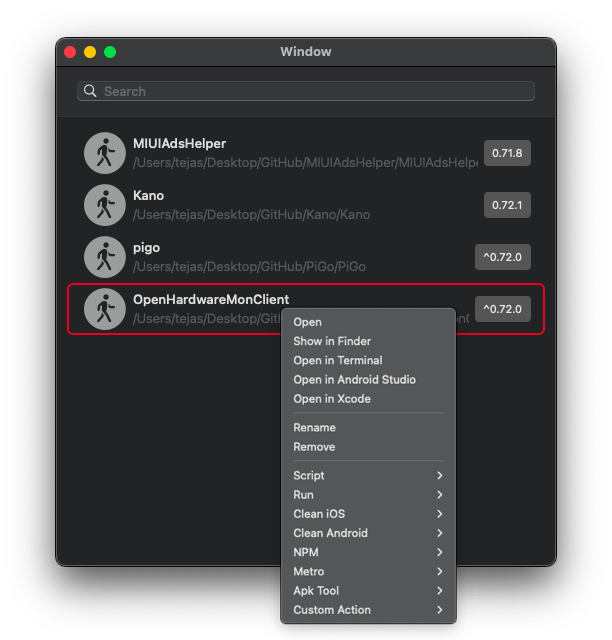 Window
Search
MIUIAdsHelper
/Users/tejas/Desktop/GitHub/MIUIAdsHelper/MIUIAdsHelpe
0.71.8
Kano
/Users/tejas/Desktop/GitHub/Kano/Kano
0.72.1
pigo
/Users/tejas/Desktop/GitHub/PiGo/PiGo
^0.72.0
OpenHardwareMonClient
/Users/tejas/Desktop/Git
^0.72.0
Open
Show in Finder
Open in Terminal
Open in Android Studio
Open in Xcode
Rename
Remove
Script
Run
Clean iOS
Clean Android
NPM
Metro
Apk Tool
Custom Action